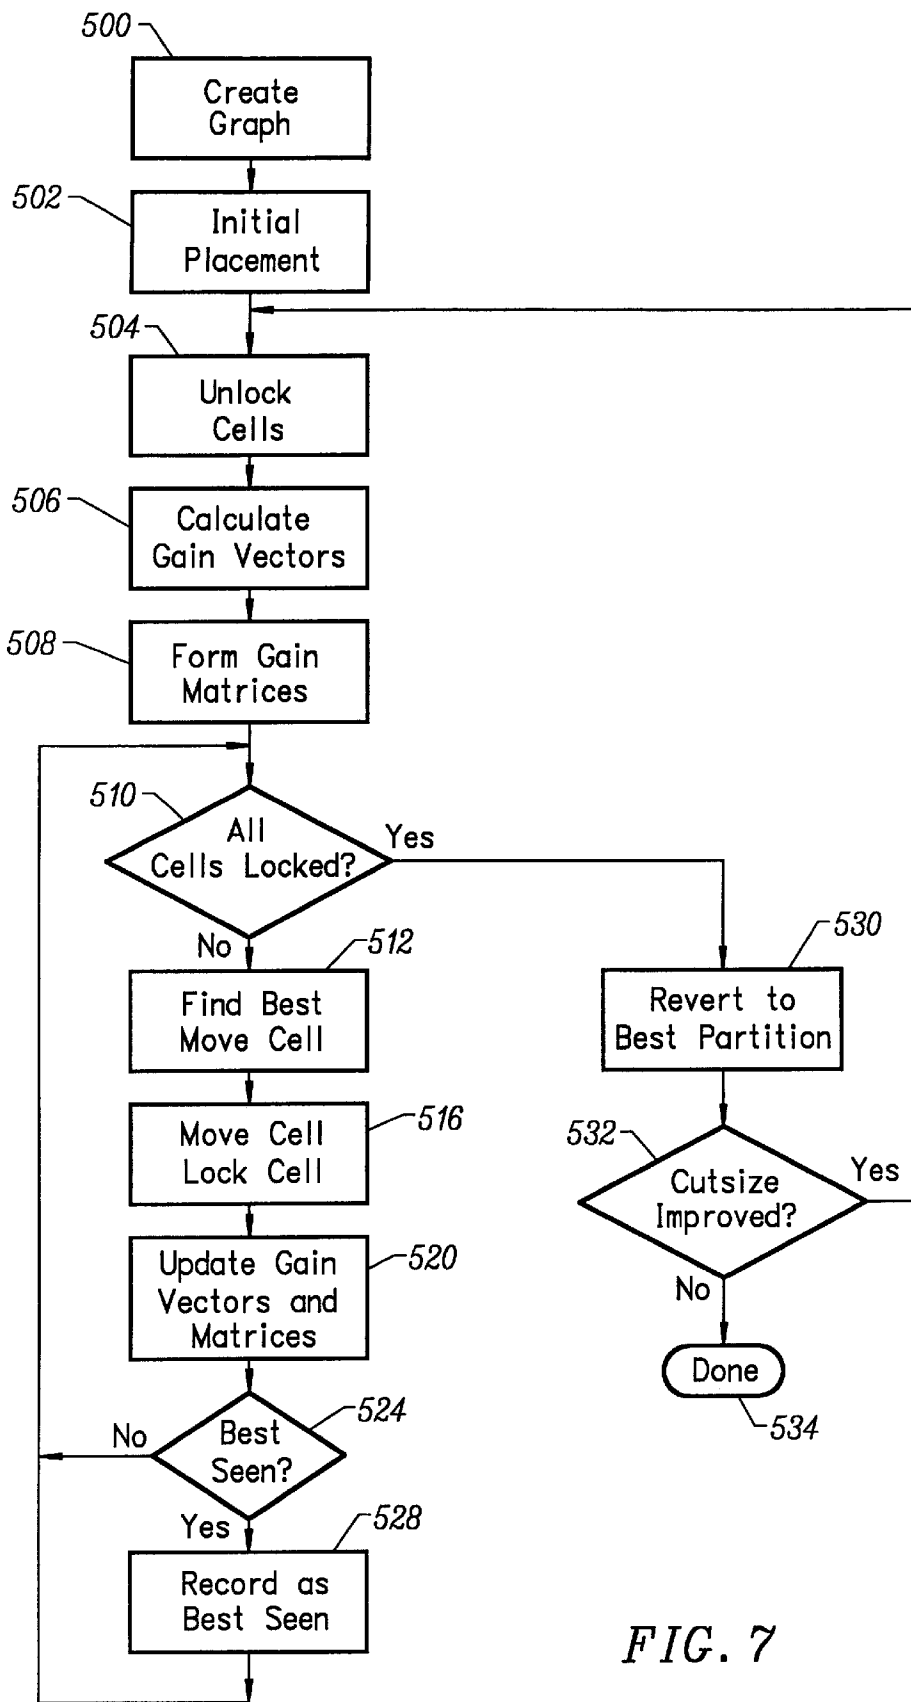 500
Create
Graph
502
Initial
Placement
504
Unlock
Cells
506
Calculate
Gain Vectors
508
Form Gain
Matrices
510
All
Cells Locked?
Yes
No
512
Find Best
Move Cell
530
Revert to
Best Partition
516
Move Cell
Lock Cell
532
Cutsize
Improved?
Yes
No
520
Update Gain
Vectors and
Matrices
Done
534
524
Best
Seen?
No
Yes
528
Record as
Best Seen
FIG. 7